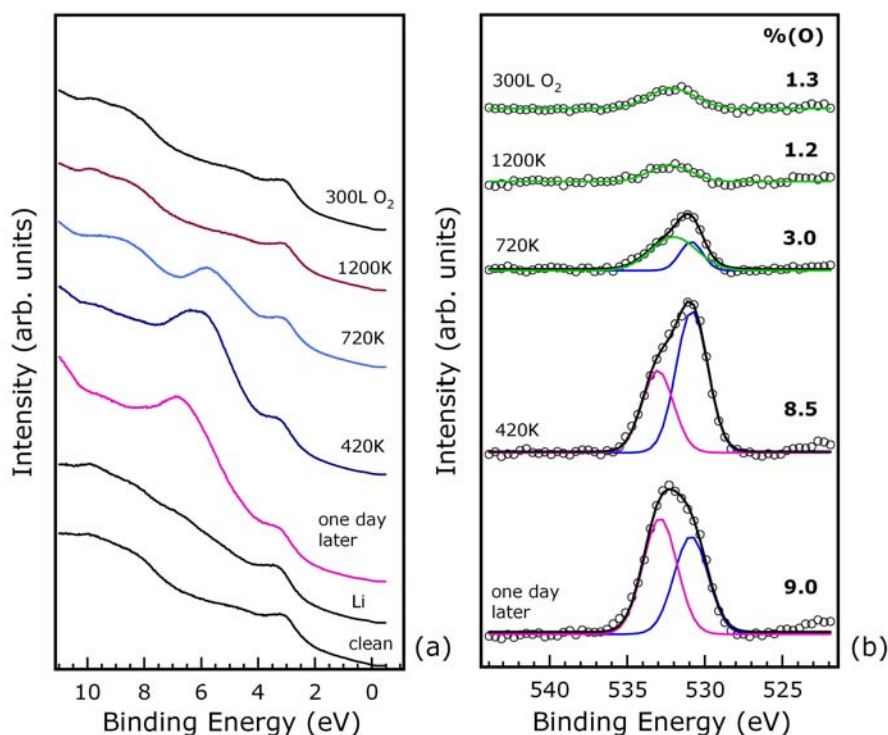 Intensity (arb. units)
300L O₂
1200K
720K
420K
one day
later
Li
clean
10 8 6 4 2 0
Binding Energy (eV)
(a)
Intensity (arb. units)
%(O)
300L O₂
1.3
1200K
1.2
720K
3.0
420K
8.5
one day
later
9.0
540 535 530 525
Binding Energy (eV)
(b)